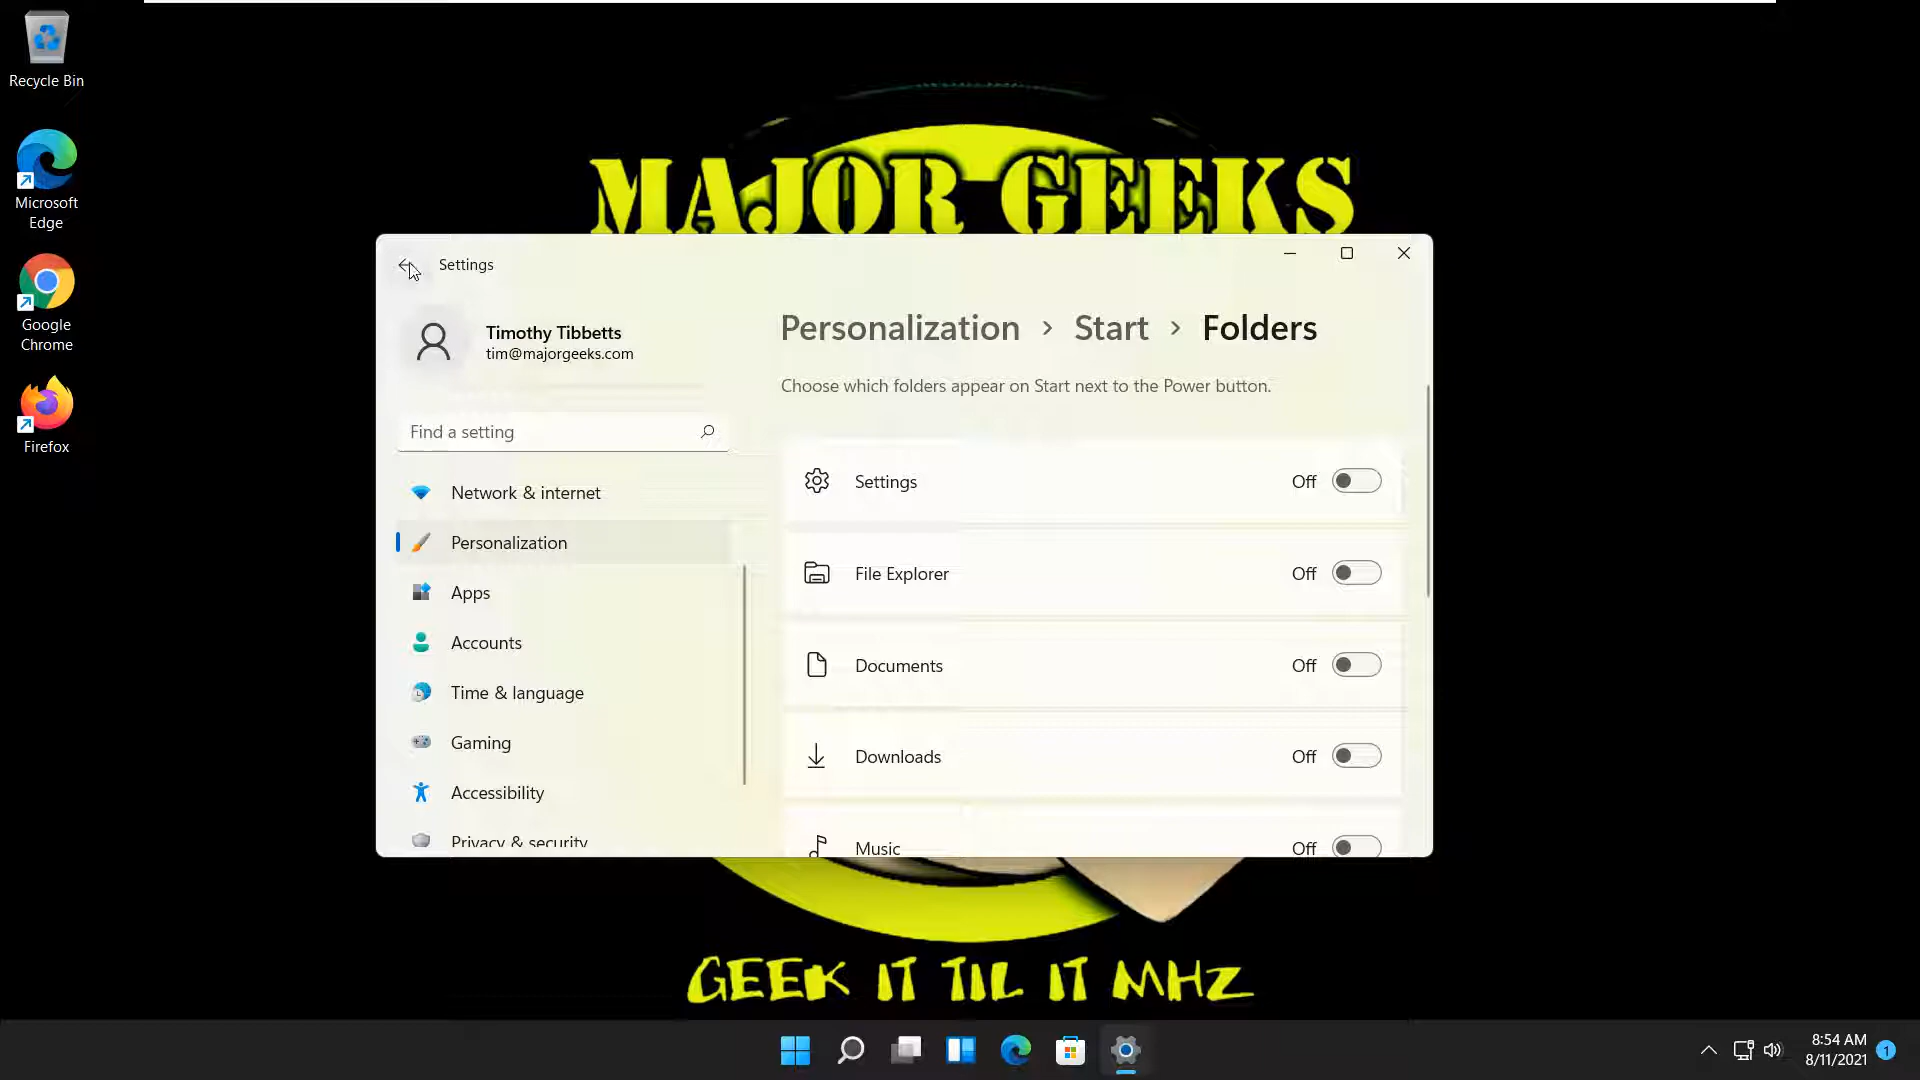 Recycle Bin
Microsoft
Edge
Google
Chrome
Firefox
MAJOR GEEKS
Settings
Timothy Tibbetts
tim@majorgeeks.com
Find a setting
Network & internet
Personalization
Apps
Accounts
Time & language
Gaming
Accessibility
Privacy & security
Personalization > Start > Folders
Choose which folders appear on Start next to the Power button.
Settings Off
File Explorer Off
Documents Off
Downloads Off
Music Off
GEEK IT TIL IT MHZ
8:54 AM
8/11/2021
1